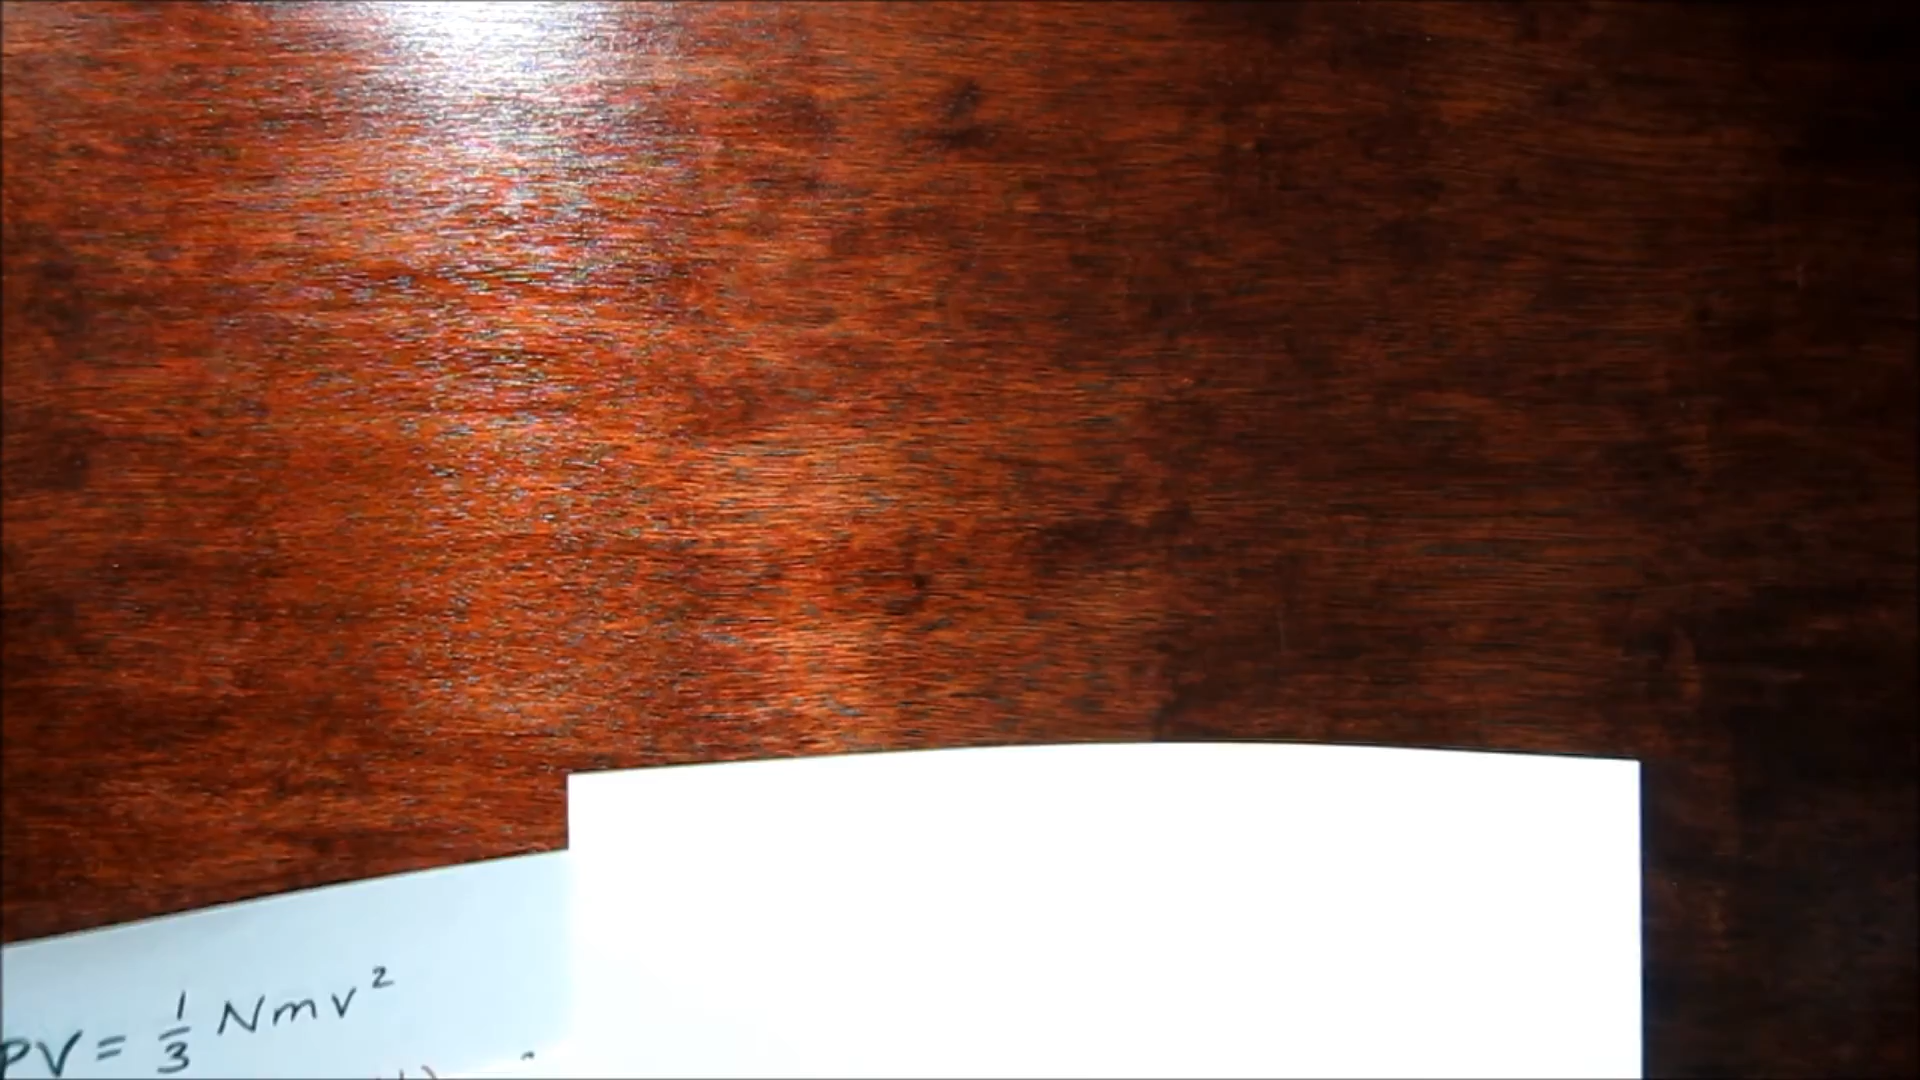 PV = 1/3 Nmv²